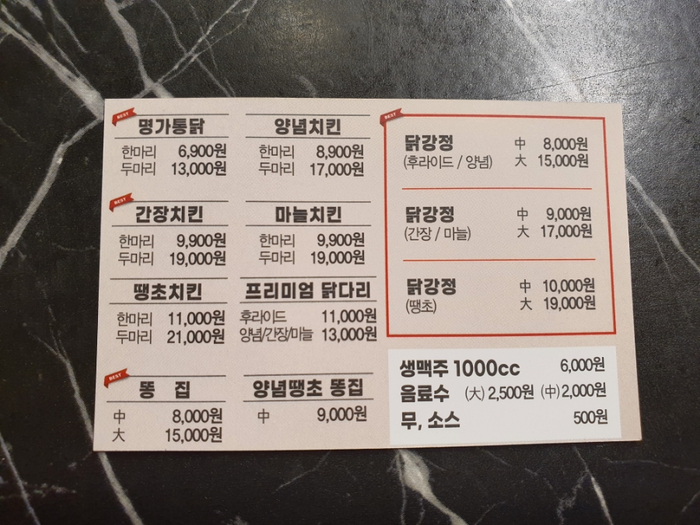 BEST
명가통닭
한마리 6,900원
두마리 13,000원
양념치킨
한마리 8,900원
두마리 17,000원
BEST
간장치킨
한마리 9,900원
두마리 19,000원
마늘치킨
한마리 9,900원
두마리 19,000원
땡초치킨
한마리 11,000원
두마리 21,000원
프리미엄 닭다리
후라이드 11,000원
양념/간장/마늘 13,000원
BEST
똥 집
中 8,000원
大 15,000원
양념땡초 똥집
中 9,000원
BEST
닭강정 中 8,000원
(후라이드 / 양념) 大 15,000원
닭강정 中 9,000원
(간장 / 마늘) 大 17,000원
닭강정 中 10,000원
(땡초) 大 19,000원
생맥주 1000cc 6,000원
음료수 (大) 2,500원 (中) 2,000원
무, 소스 500원